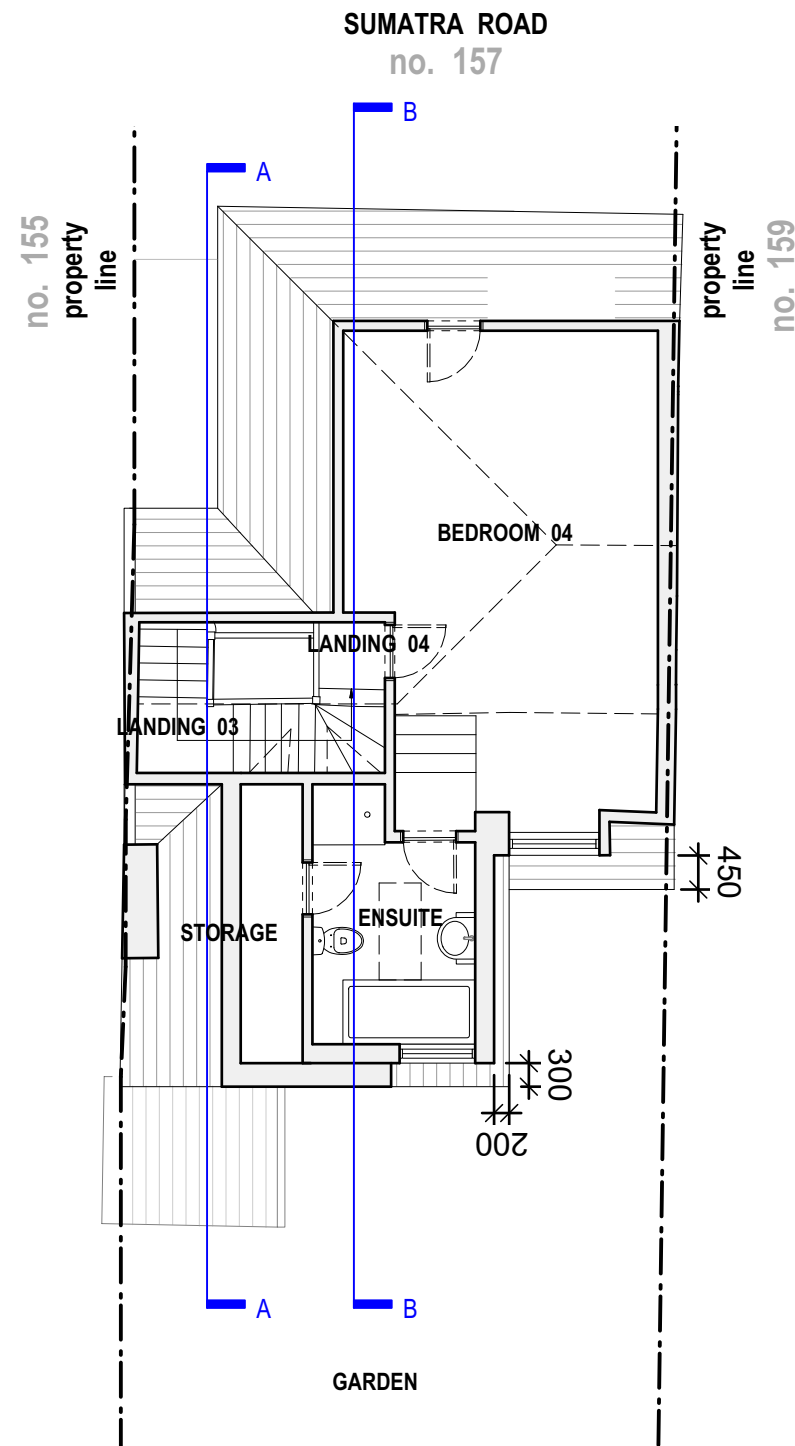 SUMATRA ROAD
no. 157
B
A
no. 155
property
line
property
line
no. 159
BEDROOM 04
LANDING 04
LANDING 03
450
STORAGE
ENSUITE
300
200
A
B
GARDEN